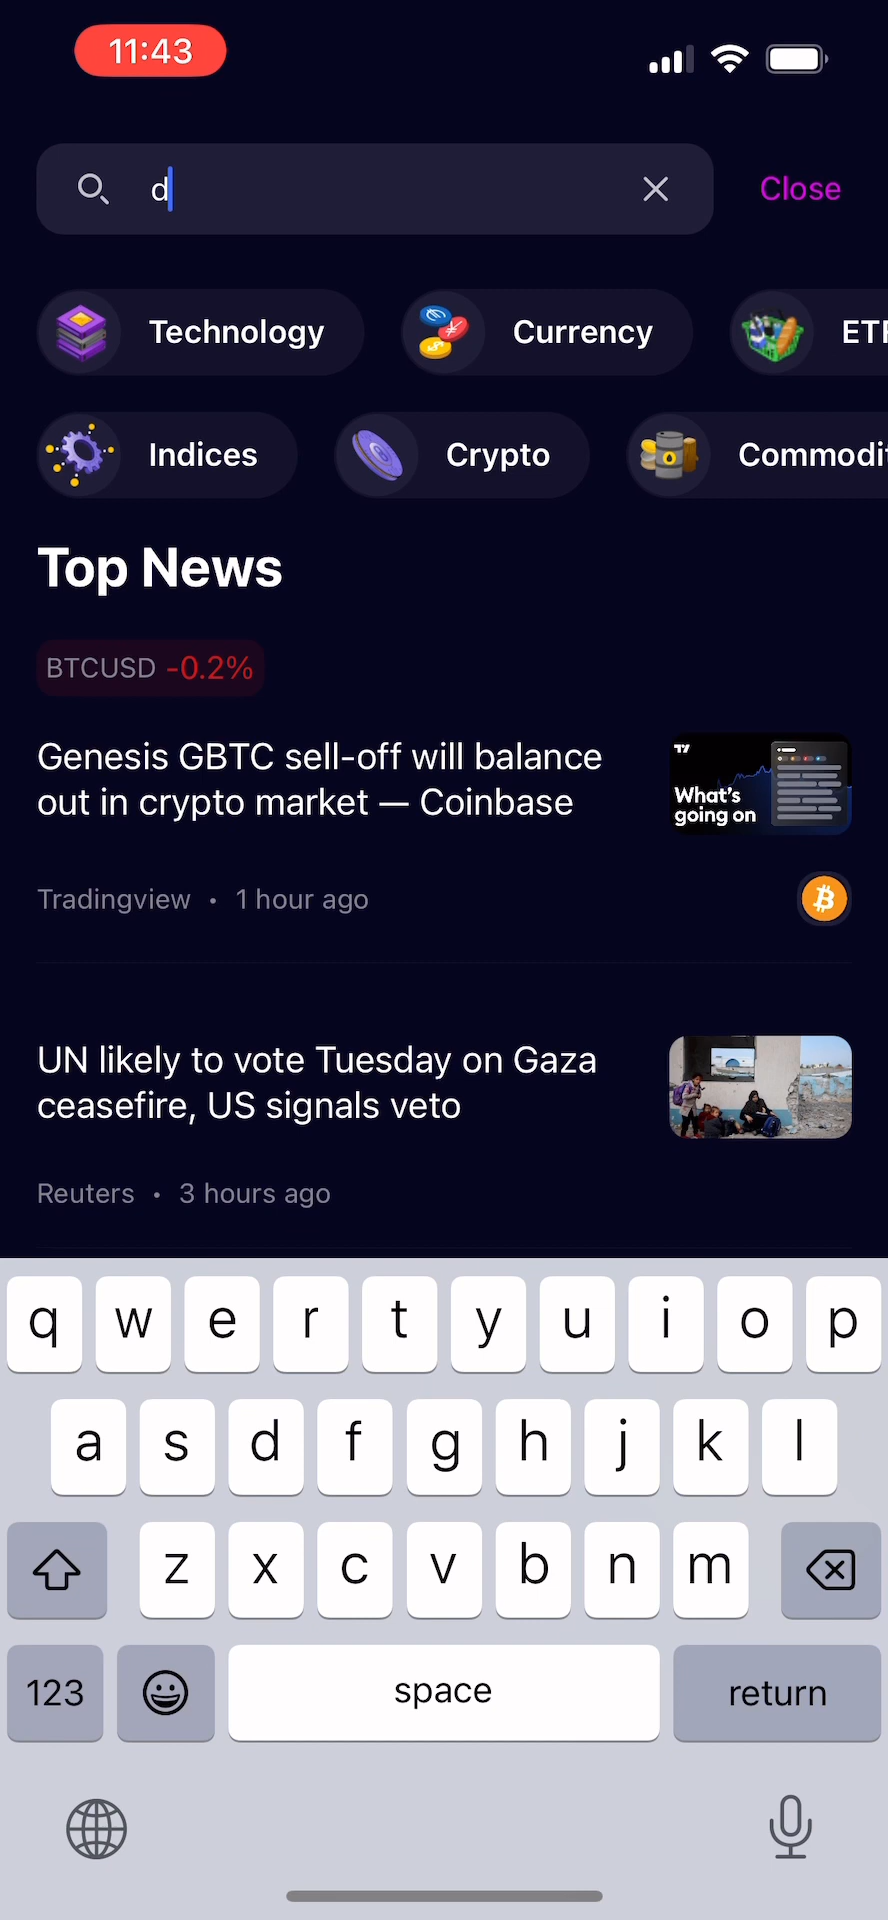 11:43
d
Close
Technology
Currency
ETF
Indices
Crypto
Commodit
Top News
BTCUSD -0.2%
Genesis GBTC sell-off will balance
out in crypto market — Coinbase
What's
going on
Tradingview • 1 hour ago
UN likely to vote Tuesday on Gaza
ceasefire, US signals veto
Reuters • 3 hours ago
q w e r t y u i o p
a s d f g h j k l
z x c v b n m
123 space return